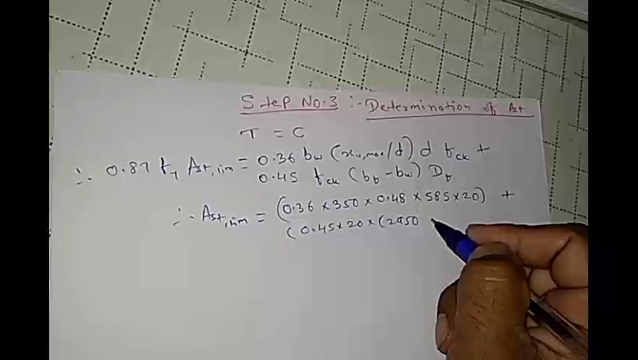 Step No.3 :- Determination of Ast
T = C
∴ 0.87 fy Ast,lim = 0.36 bw (xu,max/d) d fck +
0.45 fck (bf - bw) Df
∴ Ast,lim = (0.36 × 350 × 0.48 × 585 × 20) +
(0.45 × 20 × (2950